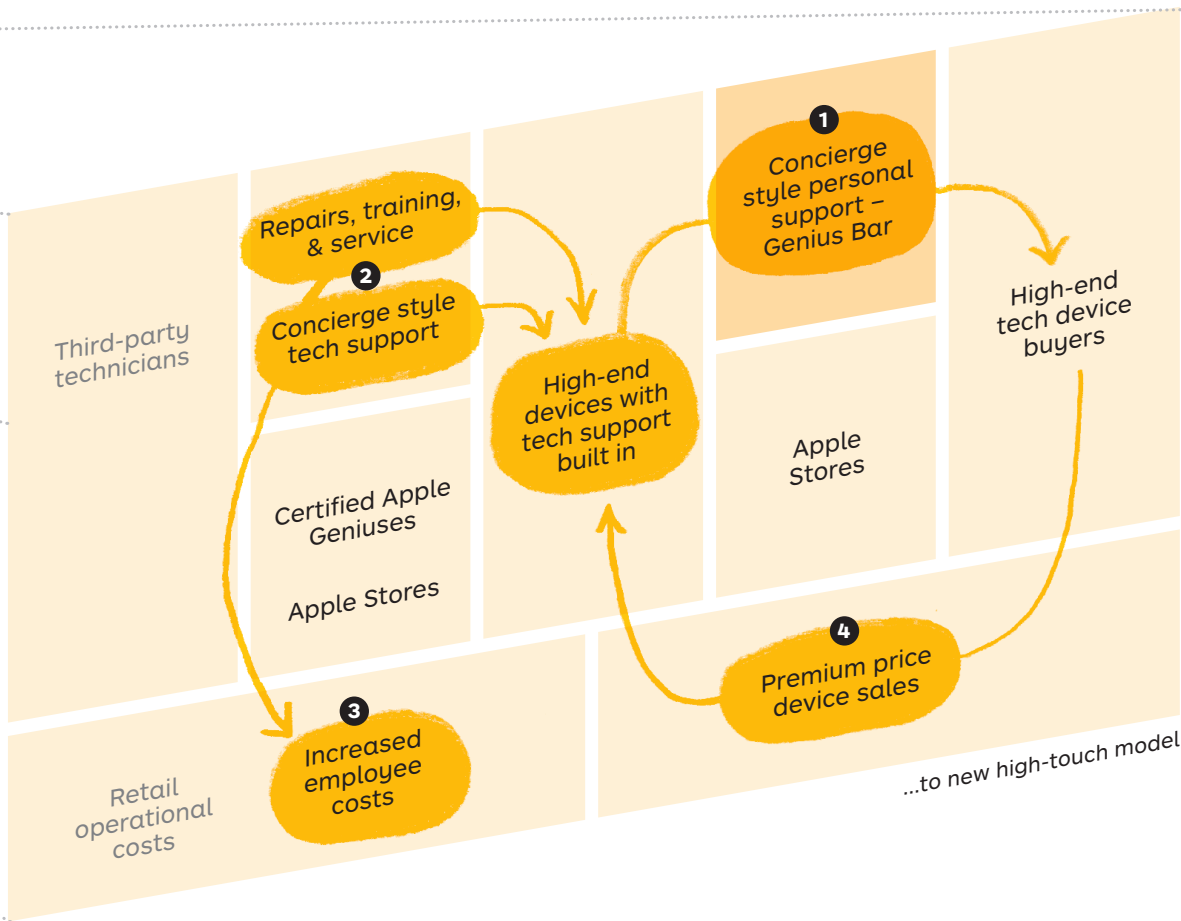 1
Concierge
style personal
support –
Genius Bar
Repairs, training,
& service
2
Concierge style
tech support
Third-party
technicians
High-end
devices with
tech support
built in
High-end
tech device
buyers
Apple
Stores
Certified Apple
Geniuses
Apple Stores
4
Premium price
device sales
3
Increased
employee
costs
Retail
operational
costs
...to new high-touch model